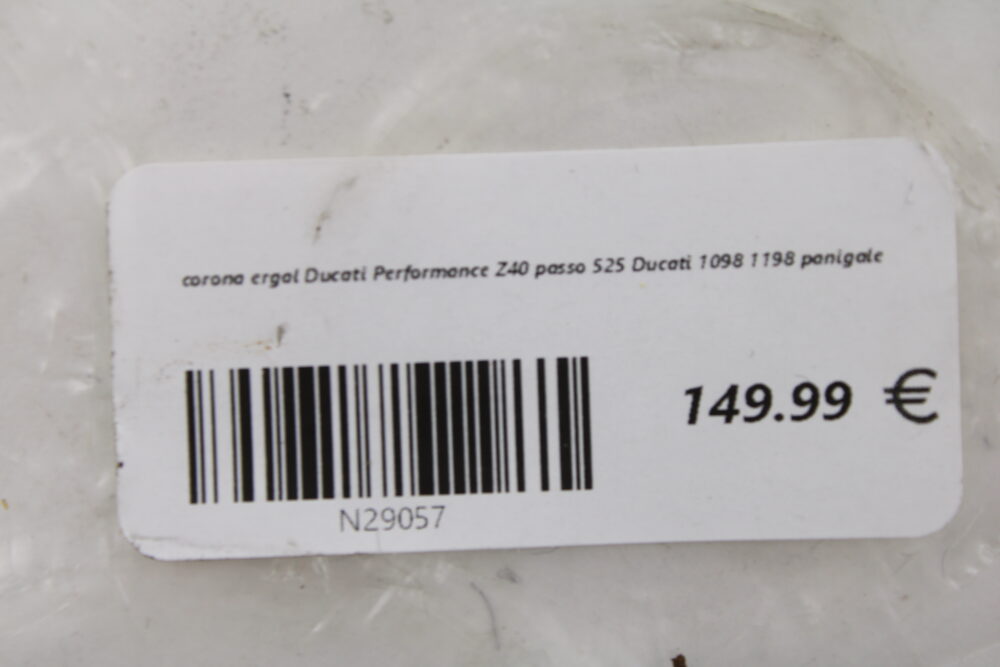 corona ergal Ducati Performance Z40 passo 525 Ducati 1098 1198 panigale
149.99 €
N29057